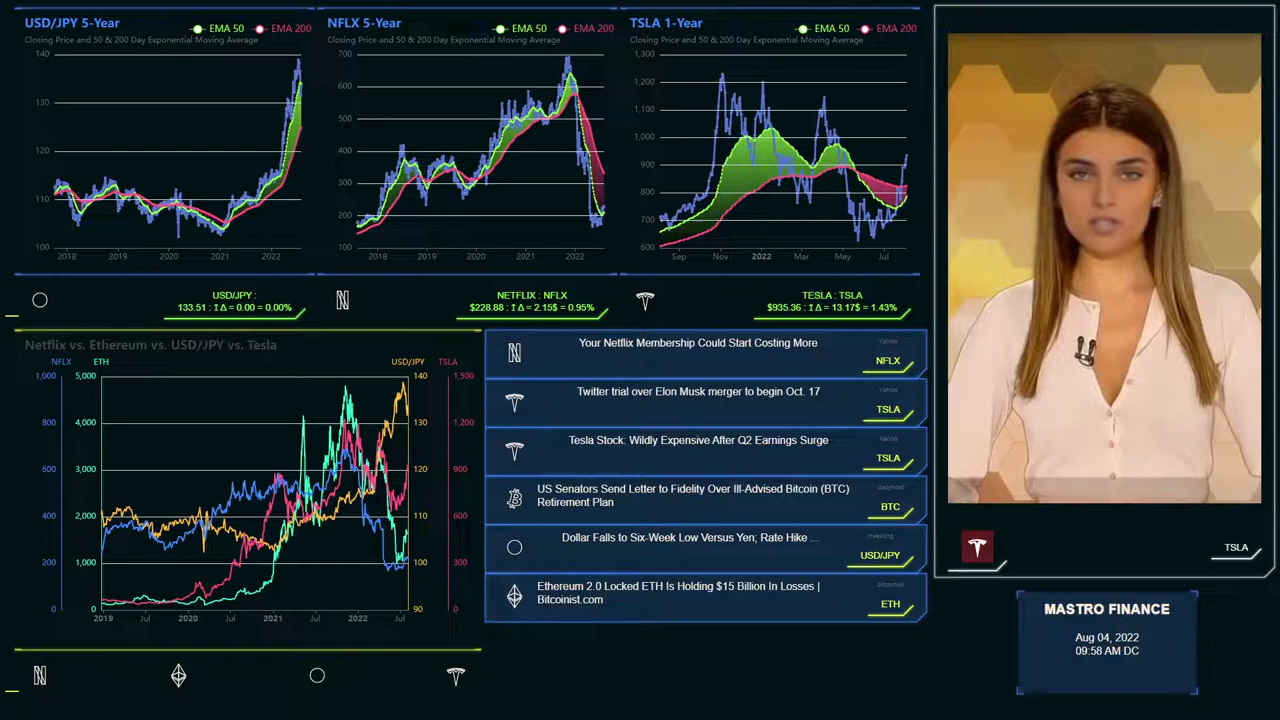 USD/JPY 5-Year
EMA 50
EMA 200
Closing Price and 50 & 200 Day Exponential Moving Average
140
130
120
110
100
2018
2019
2020
2021
2022
NFLX 5-Year
EMA 50
EMA 200
Closing Price and 50 & 200 Day Exponential Moving Average
700
600
500
400
300
200
100
2018
2019
2020
2021
2022
TSLA 1-Year
EMA 50
EMA 200
Closing Price and 50 & 200 Day Exponential Moving Average
1,300
1,200
1,100
1,000
900
800
700
600
Sep
Nov
2022
Mar
May
Jul
USD/JPY :
133.51 : 1 Δ = 0.00 = 0.00%
NETFLIX : NFLX
$228.88 : 1 Δ = 2.15$ = 0.95%
TESLA : TSLA
$935.36 : 1 Δ = 13.17$ = 1.43%
Netflix vs. Ethereum vs. USD/JPY vs. Tesla
NFLX
ETH
USD/JPY
TSLA
1,000
800
600
400
200
0
5,000
4,000
3,000
2,000
1,000
0
140
130
120
110
100
90
1,500
1,200
900
600
300
0
2019
Jul
2020
Jul
2021
Jul
2022
Jul
Your Netflix Membership Could Start Costing More
Yahoo
NFLX
Twitter trial over Elon Musk merger to begin Oct. 17
Yahoo
TSLA
Tesla Stock: Wildly Expensive After Q2 Earnings Surge
Yahoo
TSLA
US Senators Send Letter to Fidelity Over Ill-Advised Bitcoin (BTC)
Retirement Plan
BTC
Dollar Falls to Six-Week Low Versus Yen; Rate Hike ...
Investing
USD/JPY
Ethereum 2.0 Locked ETH Is Holding $15 Billion In Losses |
Bitcoinist.com
bitcoinist
ETH
TSLA
MASTRO FINANCE
Aug 04, 2022
09:58 AM DC